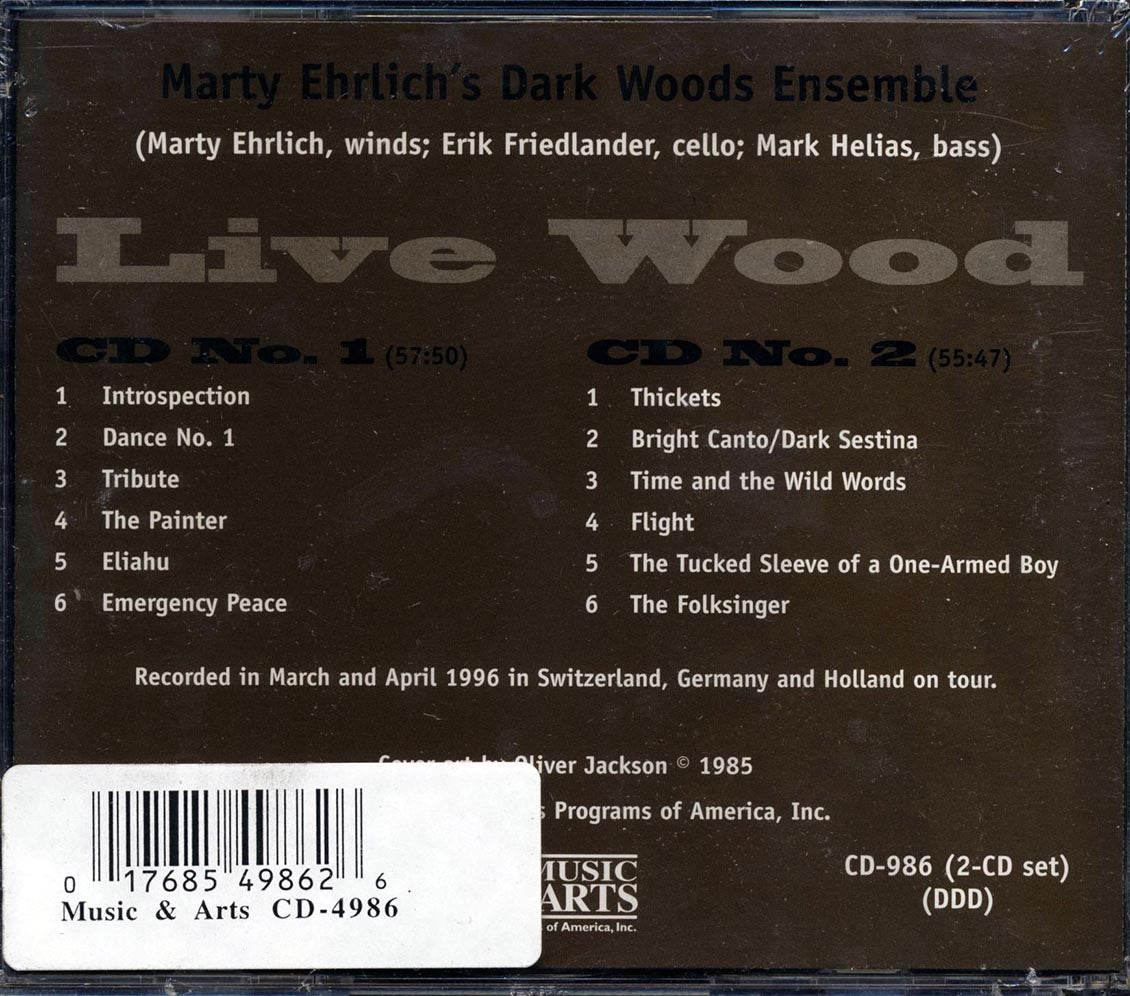 Marty Ehrlich's Dark Woods Ensemble
(Marty Ehrlich, winds; Erik Friedlander, cello; Mark Helias, bass)
Live Wood
CD No. 1 (57:50)
1 Introspection
2 Dance No. 1
3 Tribute
4 The Painter
5 Eliahu
6 Emergency Peace
CD No. 2 (55:47)
1 Thickets
2 Bright Canto/Dark Sestina
3 Time and the Wild Words
4 Flight
5 The Tucked Sleeve of a One-Armed Boy
6 The Folksinger
Recorded in March and April 1996 in Switzerland, Germany and Holland on tour.
Cover art by Oliver Jackson © 1985
Programs of America, Inc.
MUSIC
ARTS
of America, Inc.
CD-986 (2-CD set)
(DDD)
0 17685 49862 6
Music & Arts CD-4986